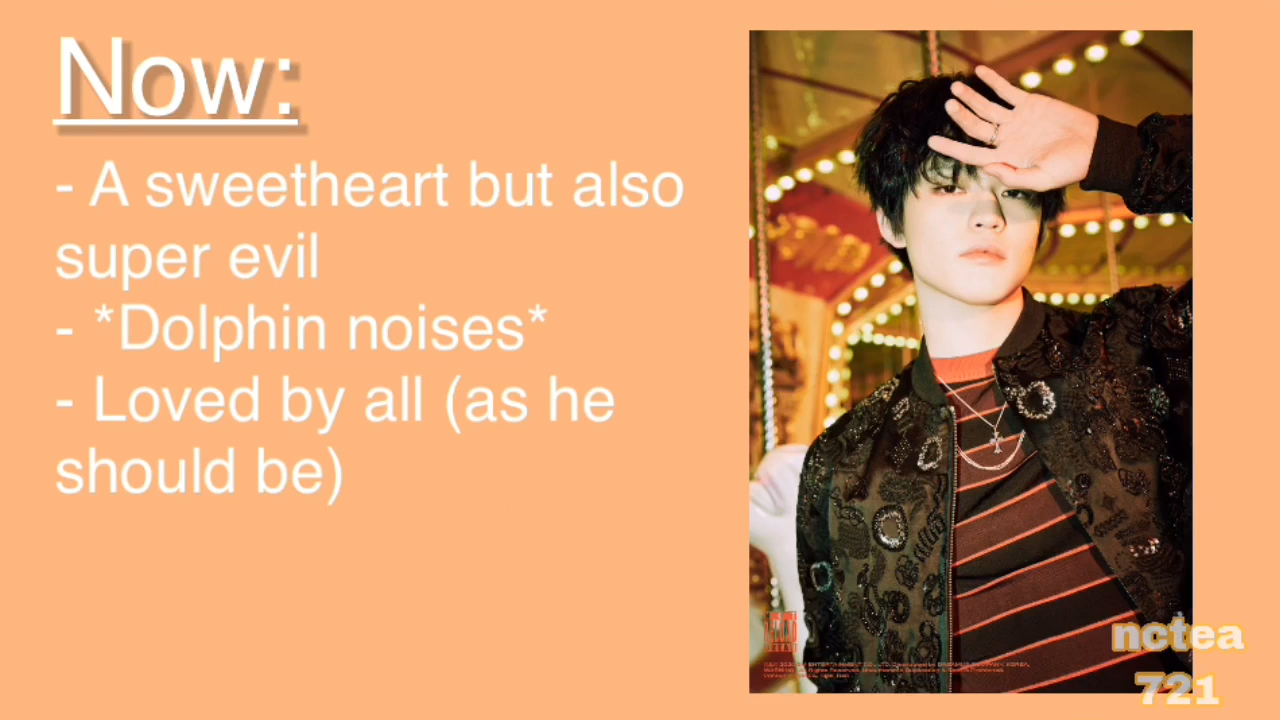 Now:
- A sweetheart but also
super evil
- *Dolphin noises*
- Loved by all (as he
should be)
nctea
721